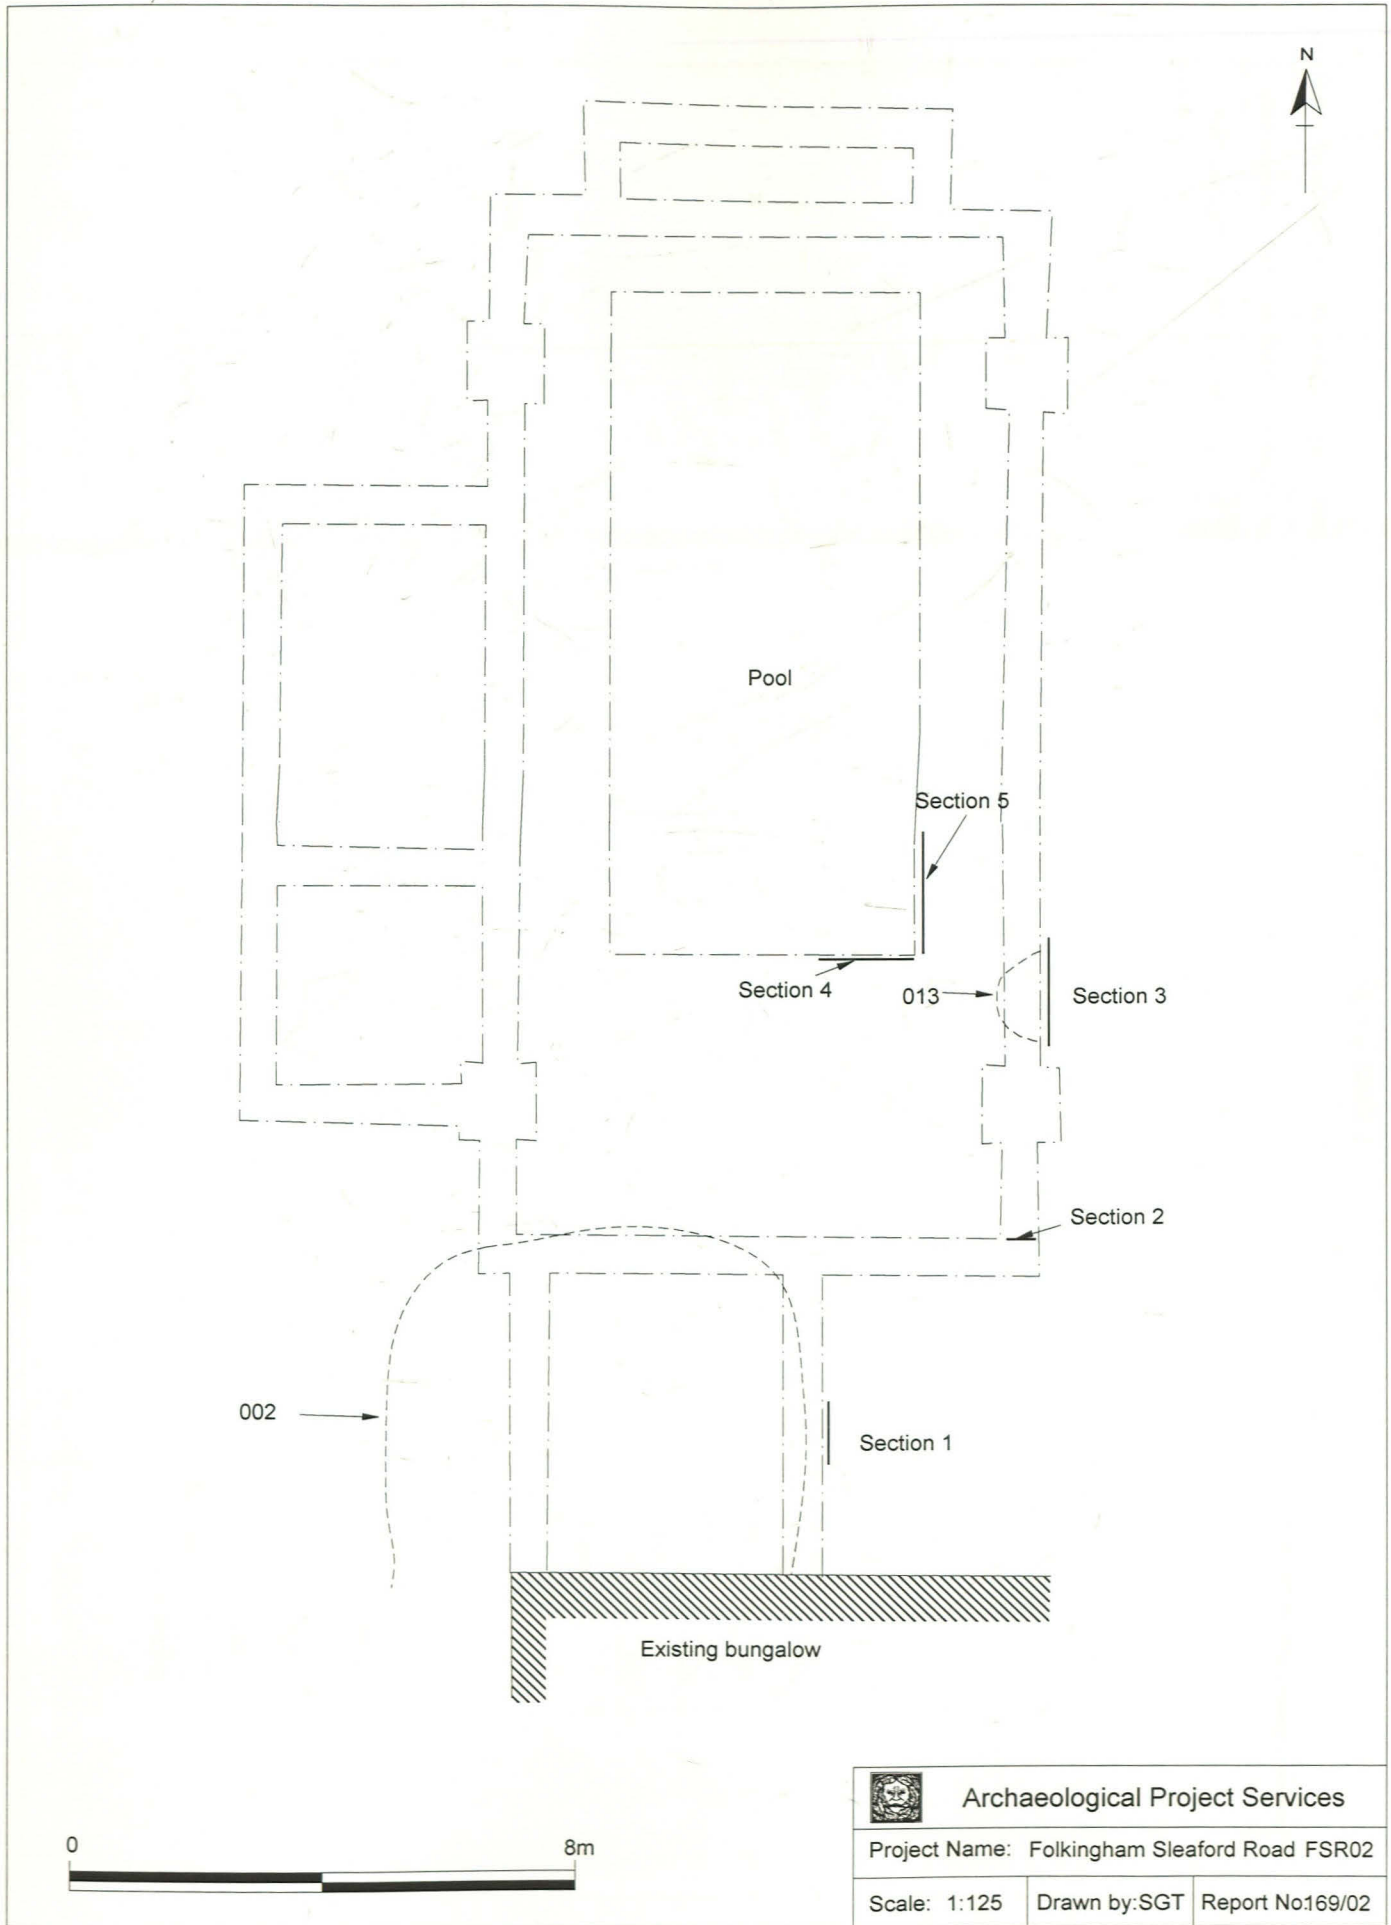 N
Pool
Section 5
Section 4
013
Section 3
Section 2
002
Section 1
Existing bungalow
0
8m
Archaeological Project Services
Project Name: Folkingham Sleaford Road FSR02
Scale: 1:125
Drawn by:SGT
Report No:169/02